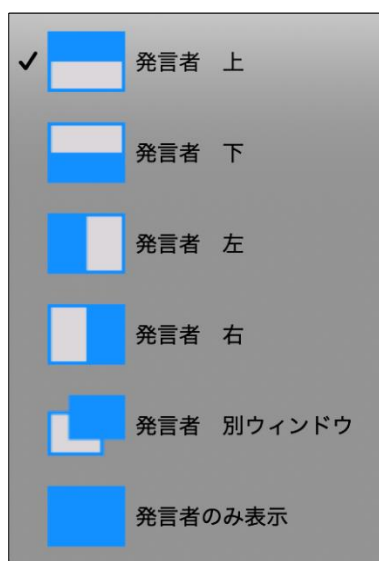 発言者　上
発言者　下
発言者　左
発言者　右
発言者　別ウィンドウ
発言者のみ表示